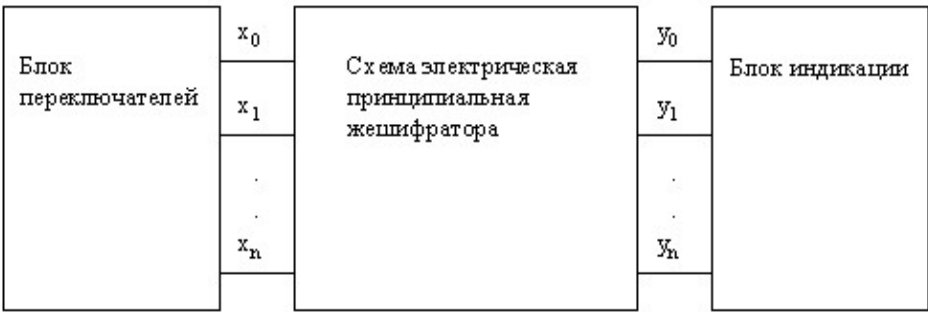 Блок
переключателей
x0
x1
.
.
xn
Схема электрическая
принципиальная
жешифратора
y0
y1
.
.
yn
Блок индикации